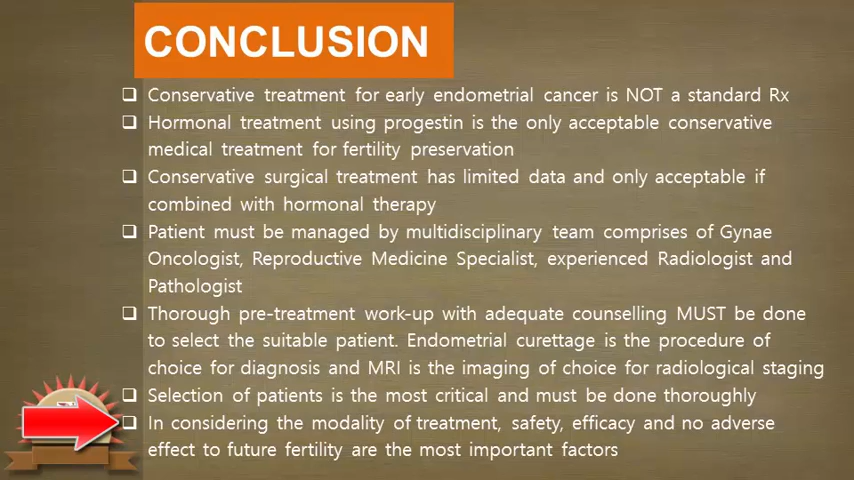 CONCLUSION
❑ Conservative treatment for early endometrial cancer is NOT a standard Rx
❑ Hormonal treatment using progestin is the only acceptable conservative
medical treatment for fertility preservation
❑ Conservative surgical treatment has limited data and only acceptable if
combined with hormonal therapy
❑ Patient must be managed by multidisciplinary team comprises of Gynae
Oncologist, Reproductive Medicine Specialist, experienced Radiologist and
Pathologist
❑ Thorough pre-treatment work-up with adequate counselling MUST be done
to select the suitable patient. Endometrial curettage is the procedure of
choice for diagnosis and MRI is the imaging of choice for radiological staging
❑ Selection of patients is the most critical and must be done thoroughly
❑ In considering the modality of treatment, safety, efficacy and no adverse
effect to future fertility are the most important factors